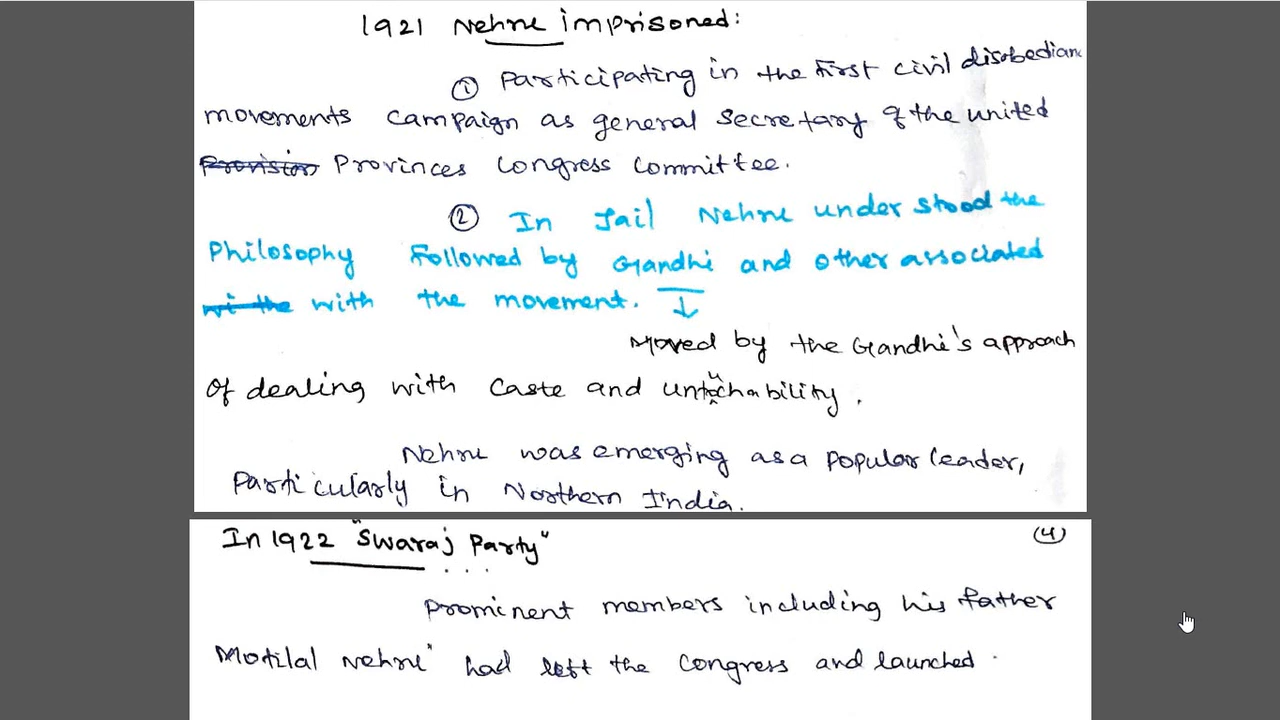 1921 Nehru imprisoned:
① Participating in the First civil disobedianc
movements campaign as general secretary of the united
Provision Provinces Congress Committee.
② In Jail Nehru understood the
Philosophy Followed by Gandhi and other associated
wi the with the movement. ↓
Moved by the Gandhi's approach
Of dealing with caste and untouchability.
Nehru was emerging as a popular leader,
Particularly in Northern India.
In 1922 "Swaraj Party" (4)
...
Prominent members including his father
Motilal Nehru" had left the Congress and launched.